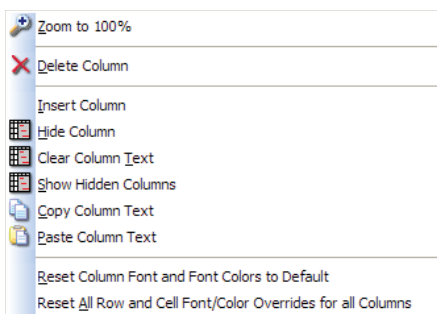 Zoom to 100%
Delete Column
Insert Column
Hide Column
Clear Column Text
Show Hidden Columns
Copy Column Text
Paste Column Text
Reset Column Font and Font Colors to Default
Reset All Row and Cell Font/Color Overrides for all Columns